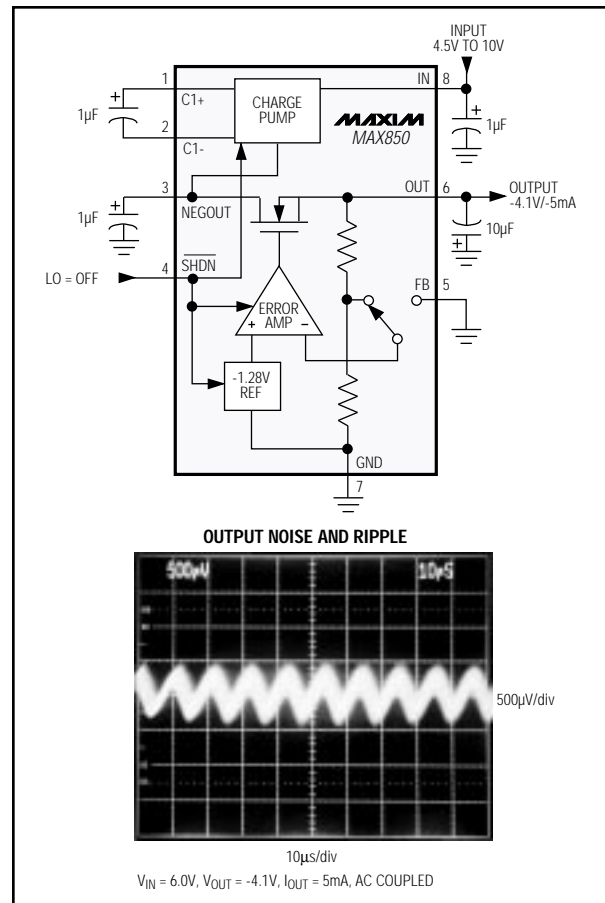 INPUT
4.5V TO 10V
1
C1+
1µF
2
C1-
CHARGE
PUMP
IN
8
MAXIM
MAX850
1µF
3
NEGOUT
1µF
OUT
6
OUTPUT
-4.1V/-5mA
10µF
4
SHDN
LO = OFF
FB
5
ERROR
AMP
+
−
-1.28V
REF
GND
7
OUTPUT NOISE AND RIPPLE
500µV
10µS
500µV/div
10µs/div
VIN = 6.0V, VOUT = -4.1V, IOUT = 5mA, AC COUPLED